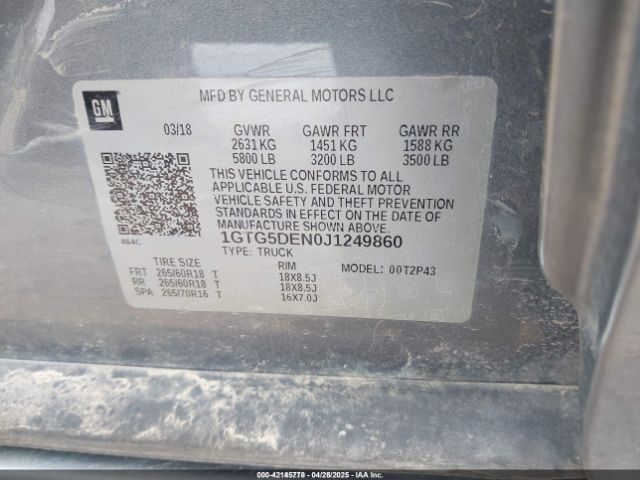 GM
MFD BY GENERAL MOTORS LLC
03/18 GVWR GAWR FRT GAWR RR
2631 KG 1451 KG 1588 KG
5800 LB 3200 LB 3500 LB
THIS VEHICLE CONFORMS TO ALL
APPLICABLE U.S. FEDERAL MOTOR
VEHICLE SAFETY AND THEFT PREVENTION
STANDARDS IN EFFECT ON THE DATE OF
MANUFACTURE SHOWN ABOVE.
464C 1GTG5DEN0J1249860
TYPE: TRUCK
TIRE SIZE RIM MODEL: 00T2P43
FRT 265/60R18 T 18X8.5J
RR 265/60R18 T 18X8.5J
SPA 265/70R16 T 16X7.0J
000-42145778 - 04/28/2025 - IAAI.COM